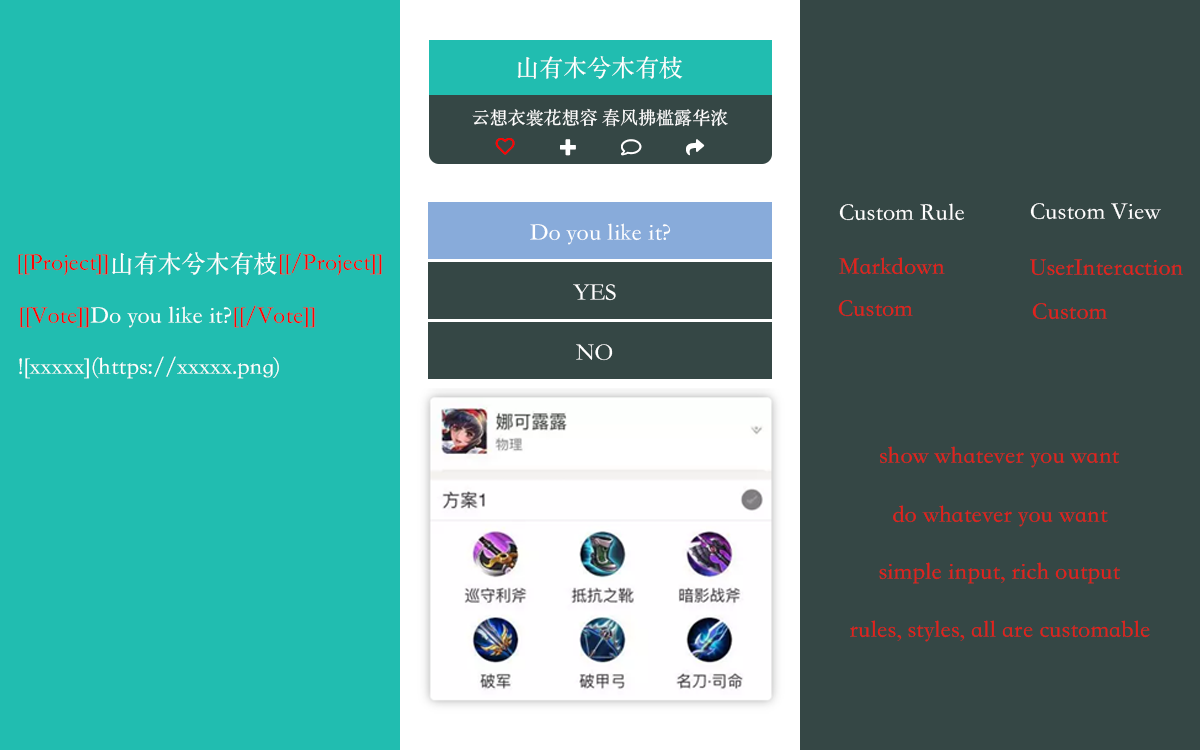 [[Project]]山有木兮木有枝[[/Project]]
[[Vote]]Do you like it?[[/Vote]]
![xxxxx](https://xxxxx.png)
山有木兮木有枝
云想衣裳花想容 春风拂槛露华浓
Do you like it?
YES
NO
娜可露露
物理
方案1
巡守利斧 抵抗之靴 暗影战斧
破军 破甲弓 名刀·司命
Custom Rule Custom View
Markdown UserInteraction
Custom Custom
show whatever you want
do whatever you want
simple input, rich output
rules, styles, all are customable